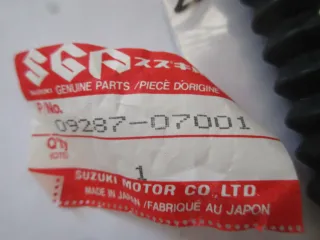 SGP スズキ
SUZUKI GENUINE PARTS / PIÈCE D'ORIGINE
P.No.
09287-07001
Q'ty
1
SUZUKI MOTOR CO., LTD.
MADE IN JAPAN / FABRIQUÉ AU JAPON